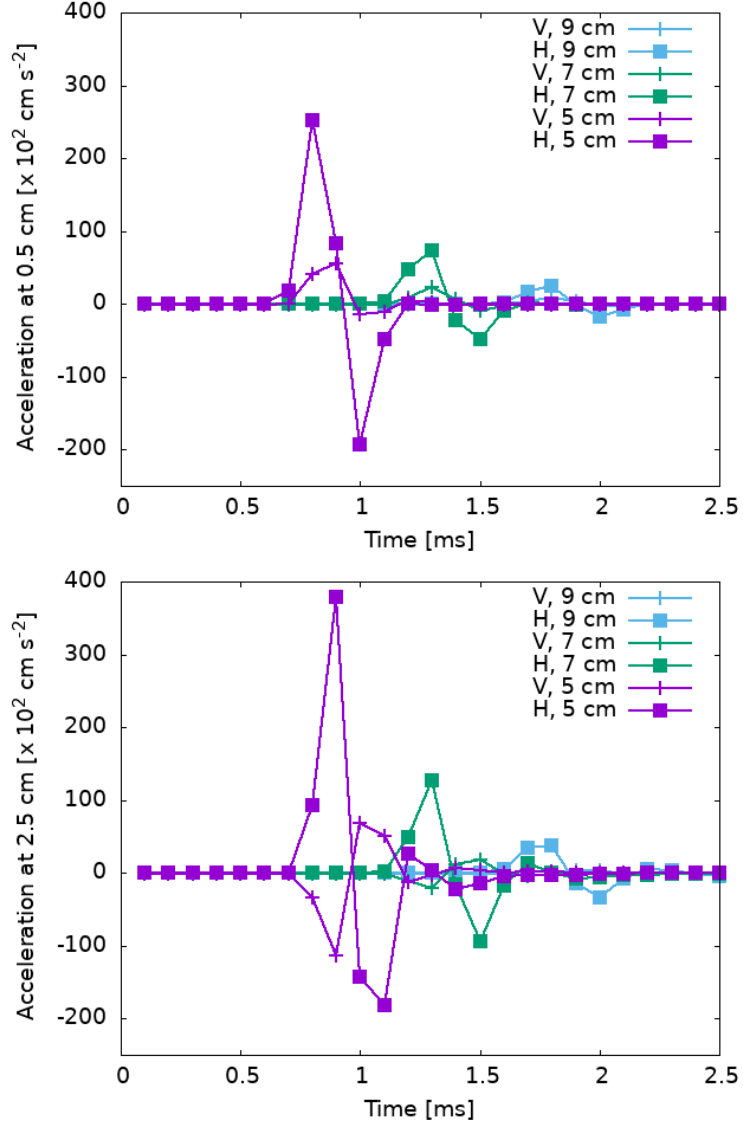 Acceleration at 0.5 cm [x 10² cm s⁻²]
400
300
200
100
0
-100
-200
V, 9 cm
H, 9 cm
V, 7 cm
H, 7 cm
V, 5 cm
H, 5 cm
0 0.5 1 1.5 2 2.5
Time [ms]
Acceleration at 2.5 cm [x 10² cm s⁻²]
400
300
200
100
0
-100
-200
V, 9 cm
H, 9 cm
V, 7 cm
H, 7 cm
V, 5 cm
H, 5 cm
0 0.5 1 1.5 2 2.5
Time [ms]